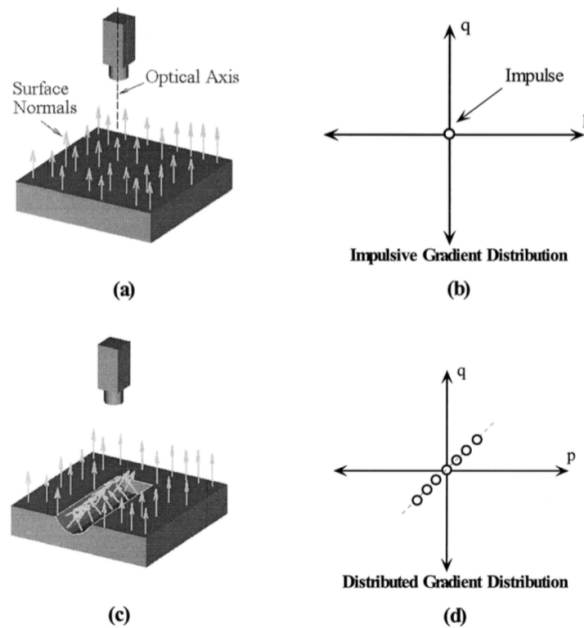 q
Optical Axis
Surface
Normals
Impulse
Impulsive Gradient Distribution
(a)
(b)
q
p
Distributed Gradient Distribution
(c)
(d)